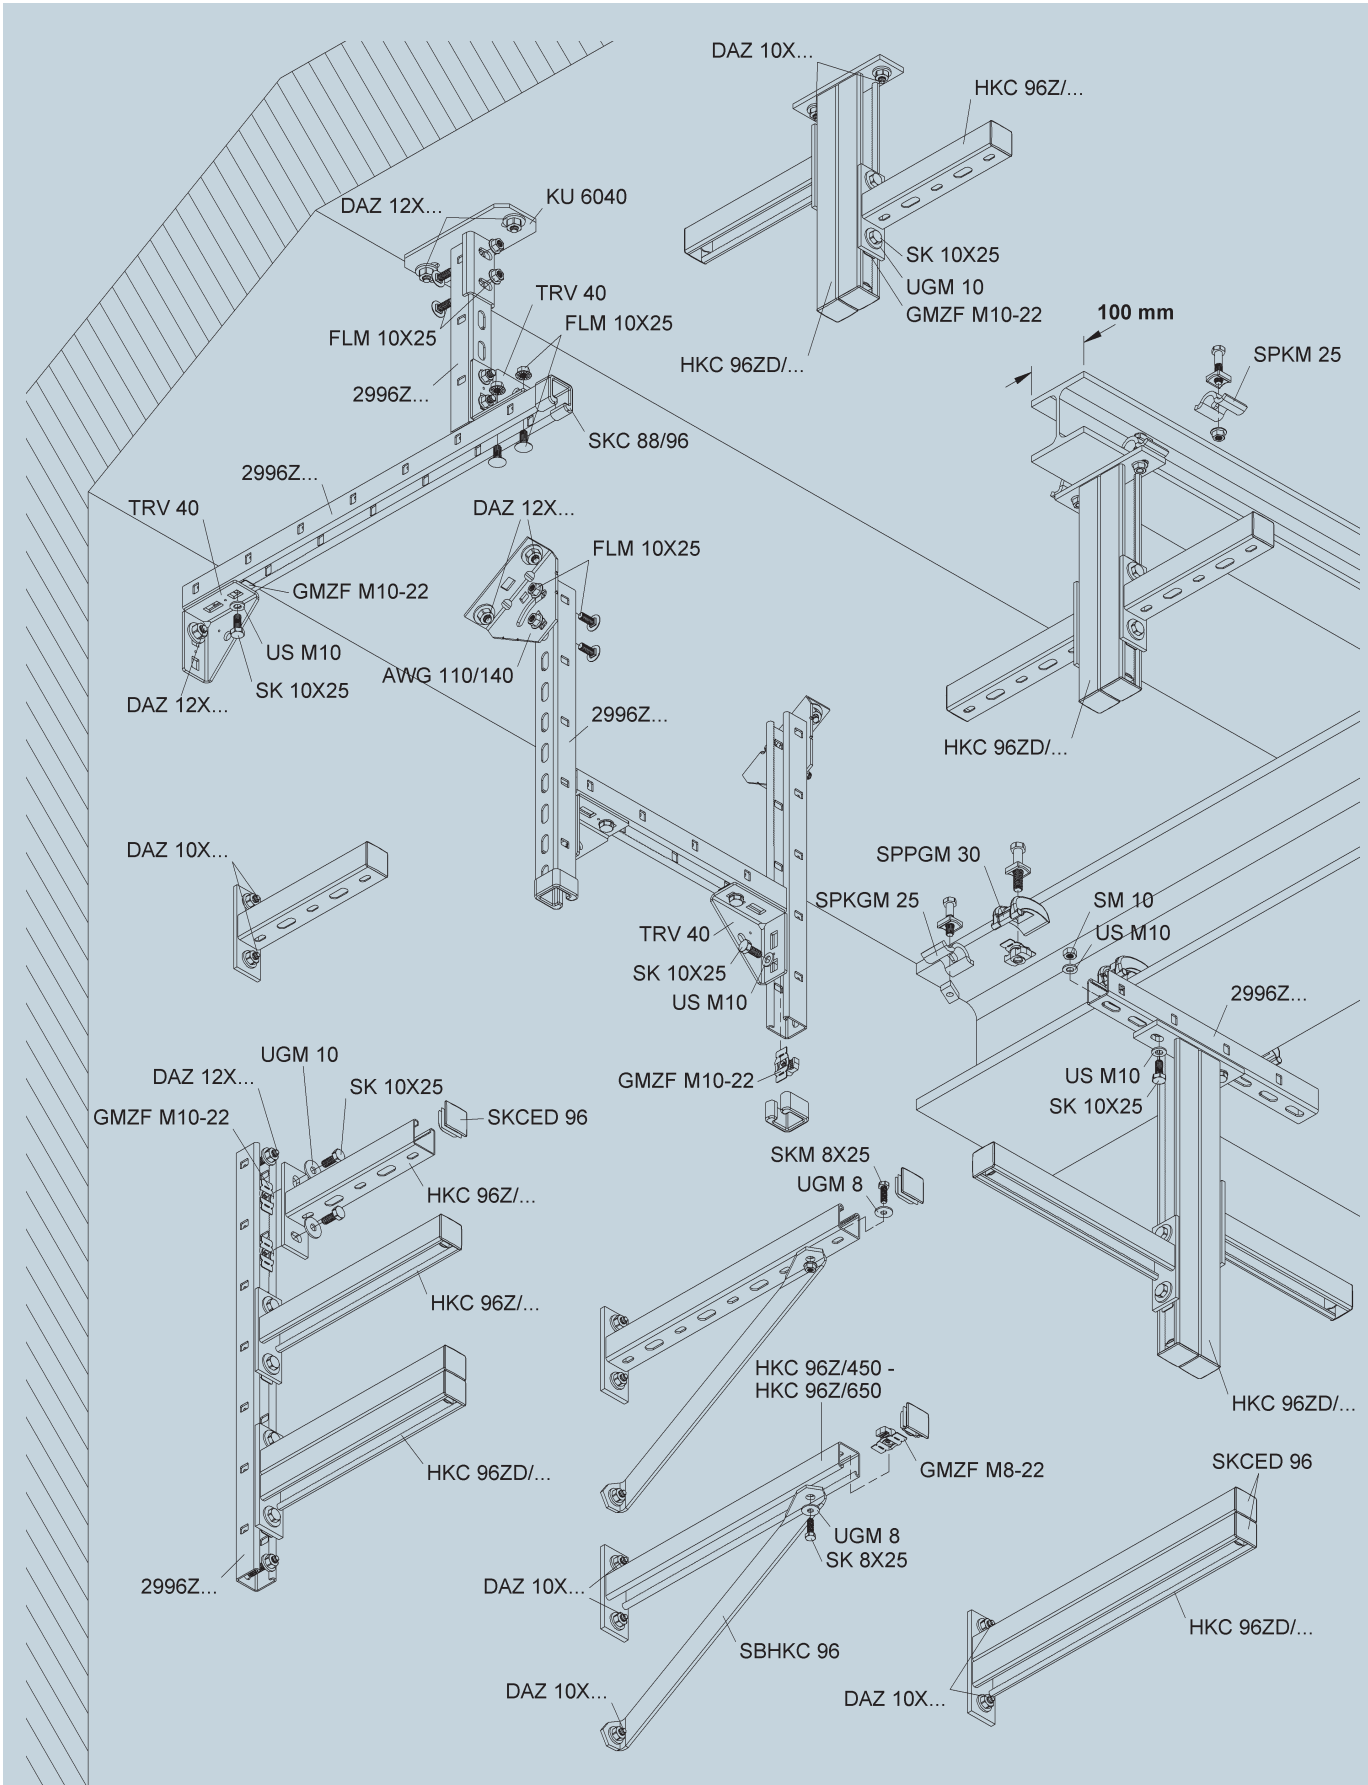 DAZ 10X...
HKC 96Z/...
DAZ 12X...
KU 6040
SK 10X25
UGM 10
GMZF M10-22
TRV 40
FLM 10X25
FLM 10X25
100 mm
SPKM 25
HKC 96ZD/...
2996Z...
SKC 88/96
2996Z...
TRV 40
DAZ 12X...
FLM 10X25
GMZF M10-22
US M10
SK 10X25
DAZ 12X...
AWG 110/140
2996Z...
HKC 96ZD/...
DAZ 10X...
SPPGM 30
SPKGM 25
SM 10
US M10
TRV 40
SK 10X25
US M10
2996Z...
UGM 10
DAZ 12X...
SK 10X25
GMZF M10-22
SKCED 96
GMZF M10-22
US M10
SK 10X25
SKM 8X25
UGM 8
HKC 96Z/...
HKC 96Z/...
HKC 96Z/450 -
HKC 96Z/650
HKC 96ZD/...
HKC 96ZD/...
GMZF M8-22
SKCED 96
UGM 8
SK 8X25
2996Z...
DAZ 10X...
SBHKC 96
HKC 96ZD/...
DAZ 10X...
DAZ 10X...